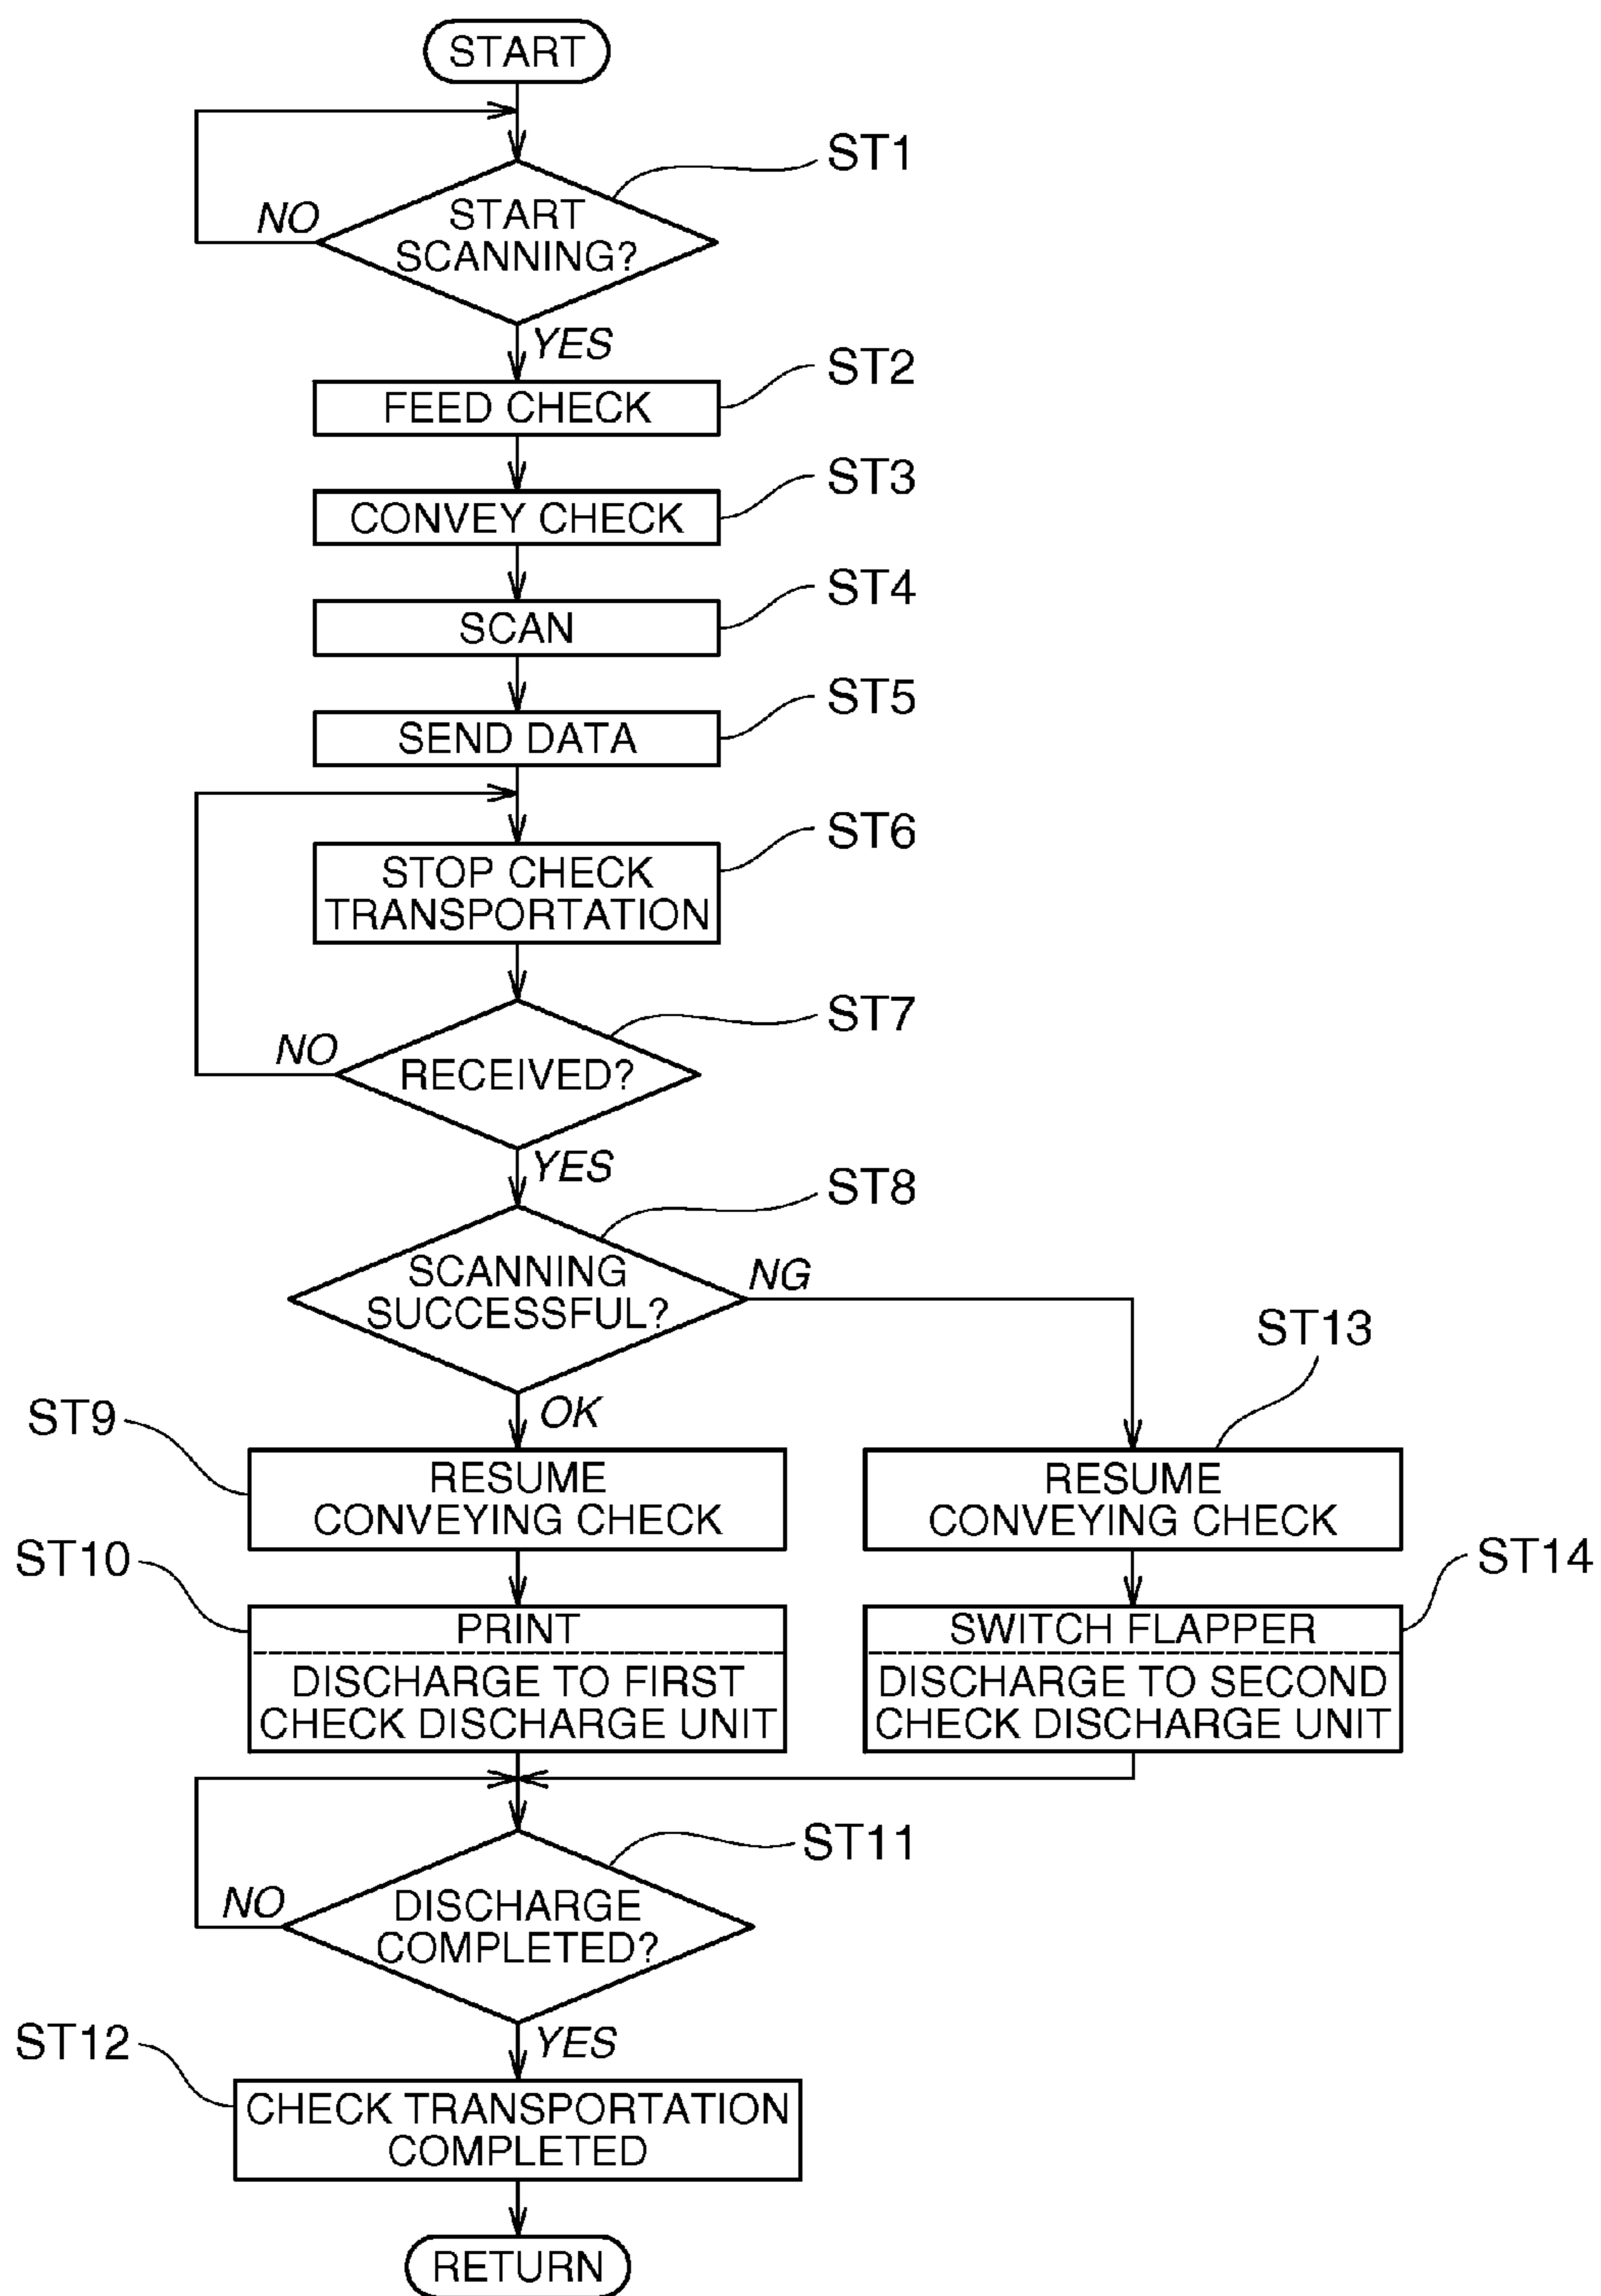 START
ST1
NO
START
SCANNING?
YES
ST2
FEED CHECK
ST3
CONVEY CHECK
ST4
SCAN
ST5
SEND DATA
ST6
STOP CHECK
TRANSPORTATION
ST7
NO
RECEIVED?
YES
ST8
SCANNING
SUCCESSFUL?
NG
OK
ST9
RESUME
CONVEYING CHECK
ST13
RESUME
CONVEYING CHECK
ST10
PRINT
DISCHARGE TO FIRST
CHECK DISCHARGE UNIT
ST14
SWITCH FLAPPER
DISCHARGE TO SECOND
CHECK DISCHARGE UNIT
ST11
NO
DISCHARGE
COMPLETED?
YES
ST12
CHECK TRANSPORTATION
COMPLETED
RETURN